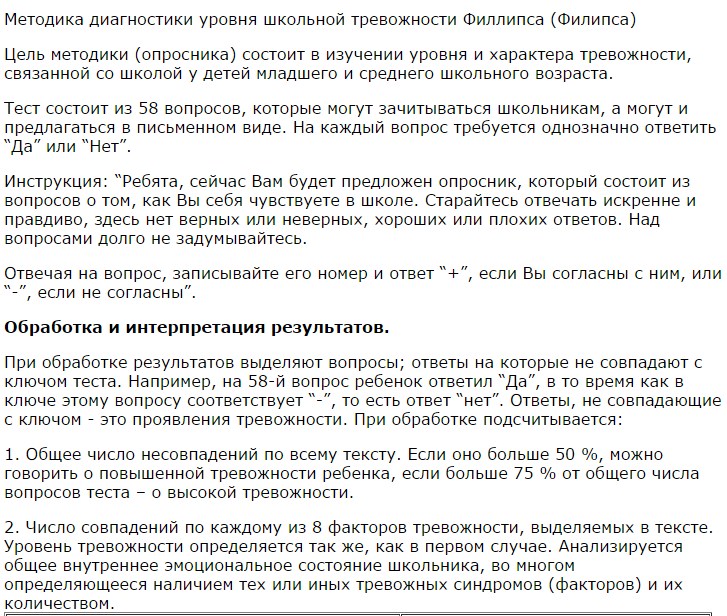 Методика диагностики уровня школьной тревожности Филлипса (Филипса)
Цель методики (опросника) состоит в изучении уровня и характера тревожности,
связанной со школой у детей младшего и среднего школьного возраста.
Тест состоит из 58 вопросов, которые могут зачитываться школьникам, а могут и
предлагаться в письменном виде. На каждый вопрос требуется однозначно ответить
“Да” или “Нет”.
Инструкция: “Ребята, сейчас Вам будет предложен опросник, который состоит из
вопросов о том, как Вы себя чувствуете в школе. Старайтесь отвечать искренне и
правдиво, здесь нет верных или неверных, хороших или плохих ответов. Над
вопросами долго не задумывайтесь.
Отвечая на вопрос, записывайте его номер и ответ “+”, если Вы согласны с ним, или
“-”, если не согласны”.
Обработка и интерпретация результатов.
При обработке результатов выделяют вопросы; ответы на которые не совпадают с
ключом теста. Например, на 58-й вопрос ребенок ответил “Да”, в то время как в
ключе этому вопросу соответствует “-”, то есть ответ “нет”. Ответы, не совпадающие
с ключом - это проявления тревожности. При обработке подсчитывается:
1. Общее число несовпадений по всему тексту. Если оно больше 50 %, можно
говорить о повышенной тревожности ребенка, если больше 75 % от общего числа
вопросов теста – о высокой тревожности.
2. Число совпадений по каждому из 8 факторов тревожности, выделяемых в тексте.
Уровень тревожности определяется так же, как в первом случае. Анализируется
общее внутреннее эмоциональное состояние школьника, во многом
определяющееся наличием тех или иных тревожных синдромов (факторов) и их
количеством.